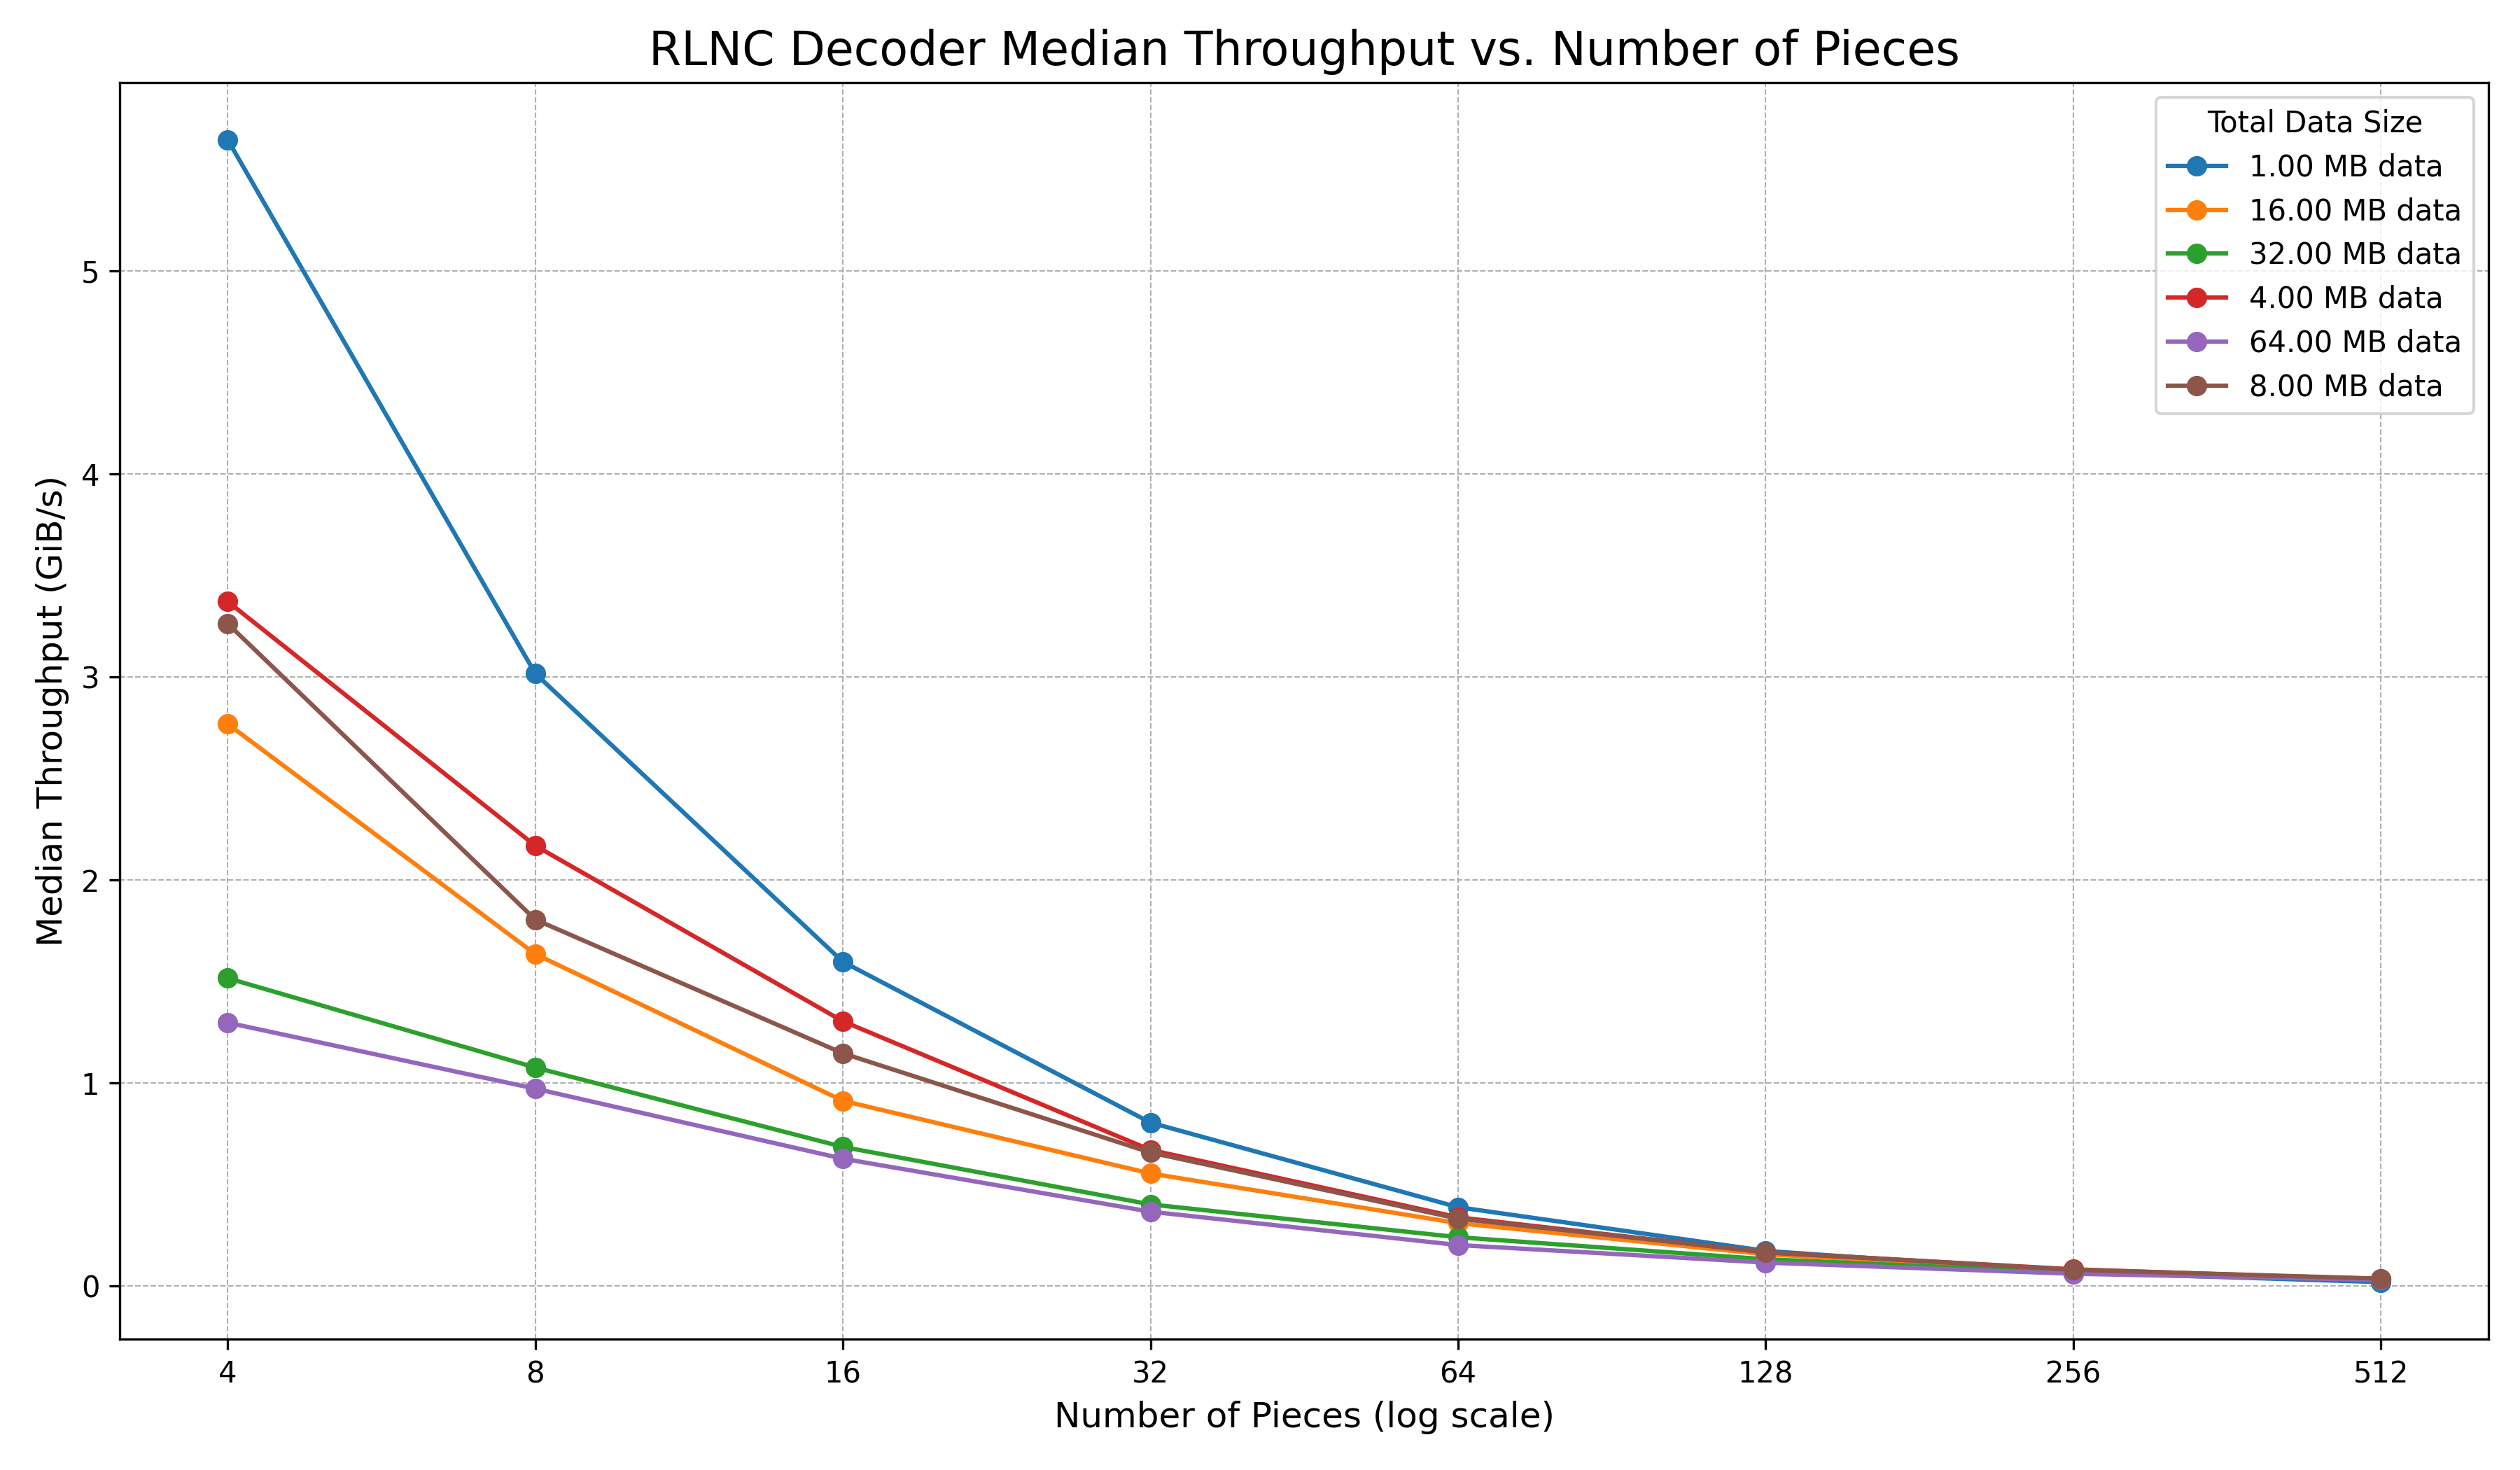 RLNC Decoder Median Throughput vs. Number of Pieces
Total Data Size
1.00 MB data
16.00 MB data
32.00 MB data
4.00 MB data
64.00 MB data
8.00 MB data
Median Throughput (GiB/s)
5
4
3
2
1
0
4 8 16 32 64 128 256 512
Number of Pieces (log scale)